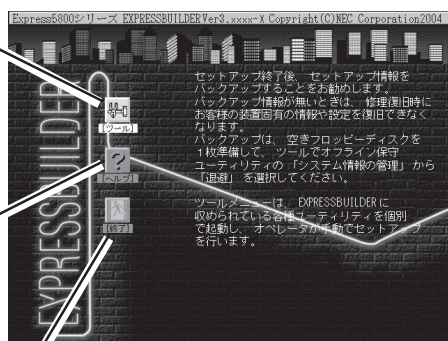 Express5800シリーズ EXPRESSBUILDER Ver3.xxxx-X Copyright(C)NEC Corporation2004
EXPRESSBUILDER
[ツール]
[ヘルプ]
[終了]
セットアップ終了後、 セットアップ情報を
バックアップすることをお勧めします。
バックアップ情報が無いときは、 修理復旧時に
お客様の装置固有の情報や設定を復旧できなく
なります。
バックアップは、 空きフロッピーディスクを
1枚準備して、 ツールでオフライン保守
ユーティリティの 「システム情報の管理」 から
「退避」 を選択してください。
ツールメニューは、 EXPRESSBUILDERに
収められている各種ユーティリティを個別
で起動し、 オペレータが手動でセットアップ
を行います。